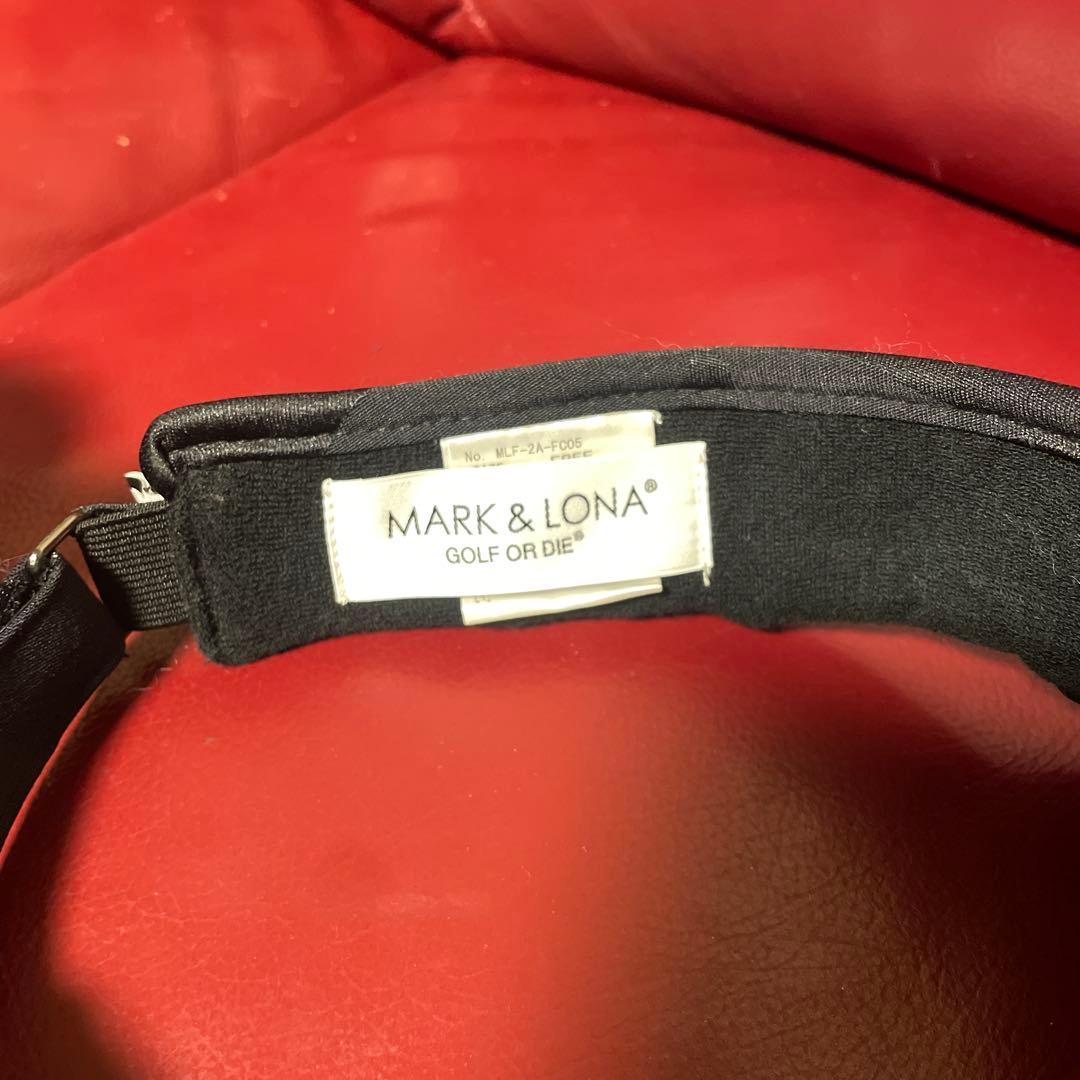 No. MLF-2A-FC05
FREE
MARK & LONA®
GOLF OR DIE®